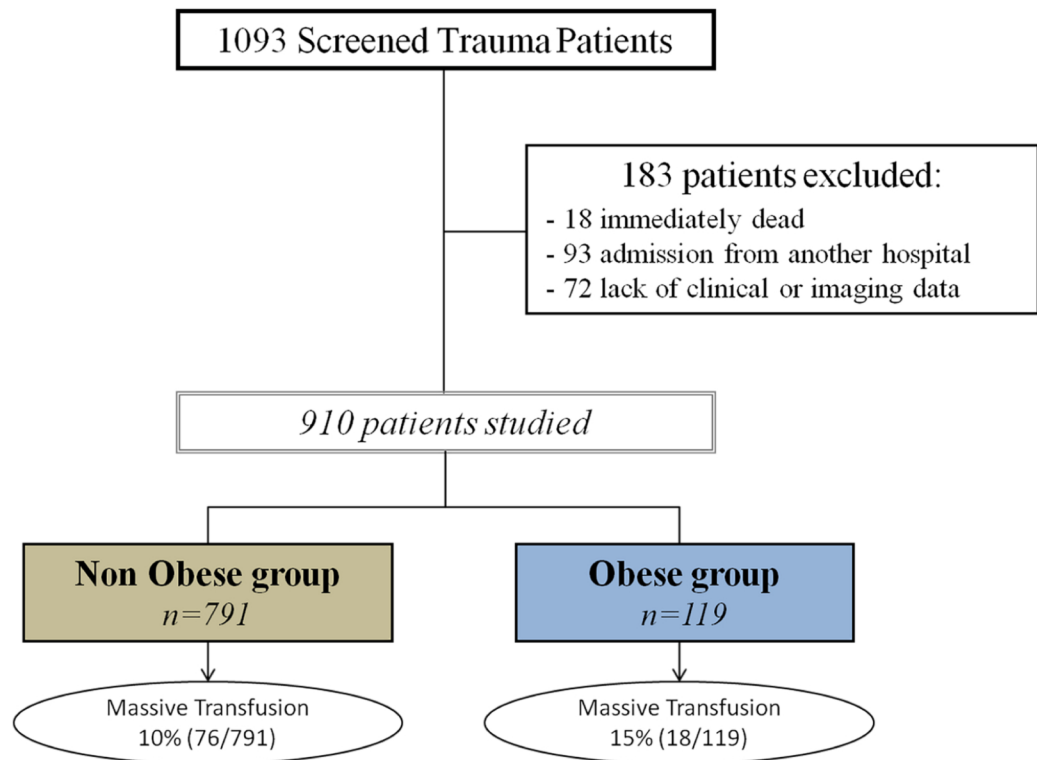 1093 Screened Trauma Patients
183 patients excluded:
- 18 immediately dead
- 93 admission from another hospital
- 72 lack of clinical or imaging data
910 patients studied
Non Obese group
n=791
Obese group
n=119
Massive Transfusion
10% (76/791)
Massive Transfusion
15% (18/119)